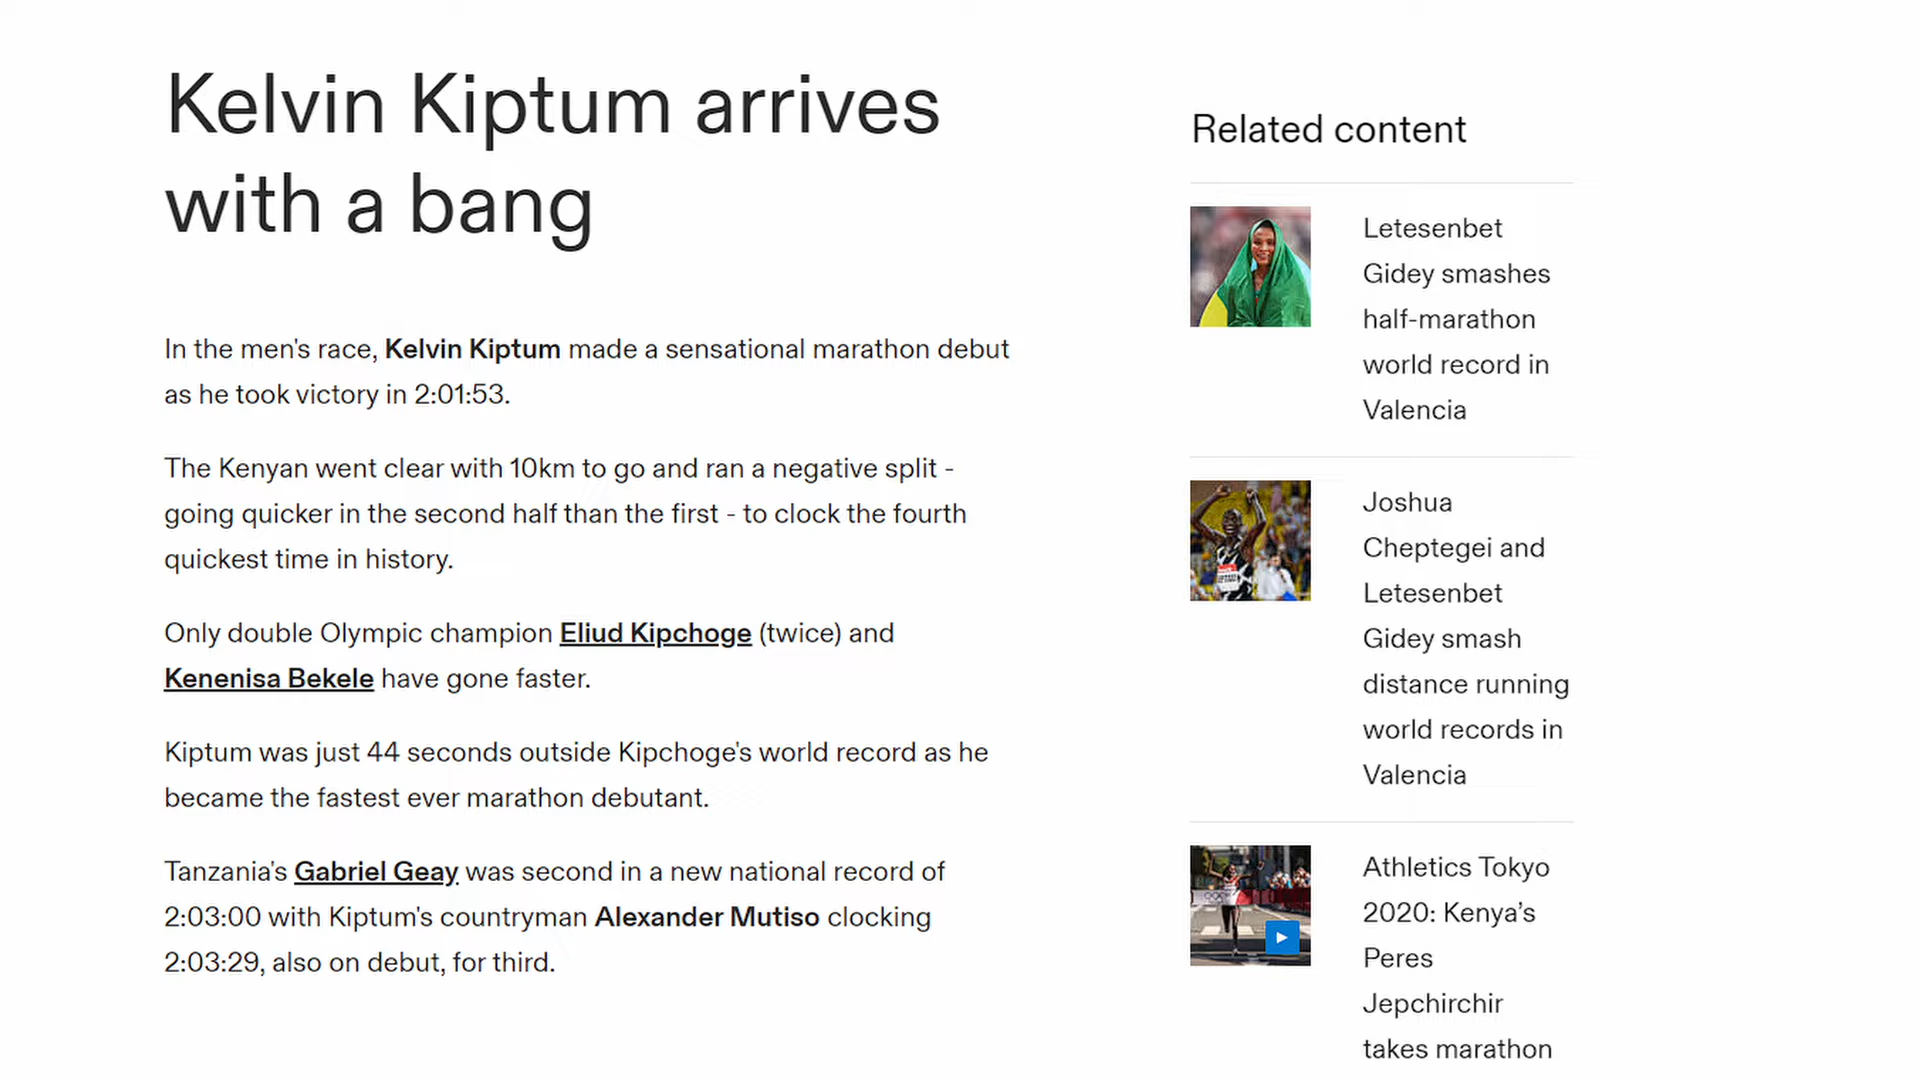 Kelvin Kiptum arrives
with a bang
In the men's race, Kelvin Kiptum made a sensational marathon debut
as he took victory in 2:01:53.
The Kenyan went clear with 10km to go and ran a negative split -
going quicker in the second half than the first - to clock the fourth
quickest time in history.
Only double Olympic champion Eliud Kipchoge (twice) and
Kenenisa Bekele have gone faster.
Kiptum was just 44 seconds outside Kipchoge's world record as he
became the fastest ever marathon debutant.
Tanzania's Gabriel Geay was second in a new national record of
2:03:00 with Kiptum's countryman Alexander Mutiso clocking
2:03:29, also on debut, for third.
Related content
Letesenbet
Gidey smashes
half-marathon
world record in
Valencia
Joshua
Cheptegei and
Letesenbet
Gidey smash
distance running
world records in
Valencia
Athletics Tokyo
2020: Kenya’s
Peres
Jepchirchir
takes marathon